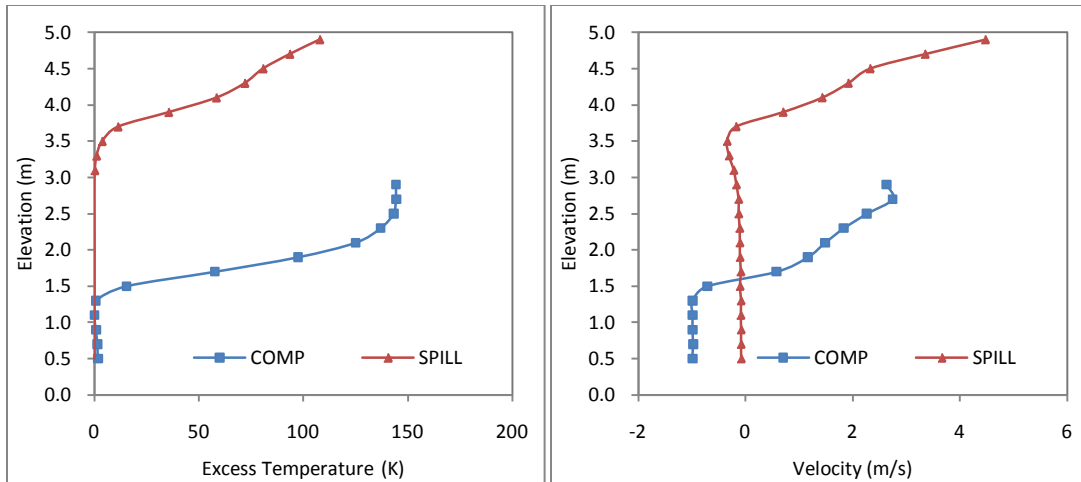 5.0
4.5
4.0
3.5
3.0
2.5
2.0
1.5
1.0
0.5
0.0
Elevation (m)
COMP SPILL
0 50 100 150 200
Excess Temperature (K)
5.0
4.5
4.0
3.5
3.0
2.5
2.0
1.5
1.0
0.5
0.0
Elevation (m)
COMP SPILL
-2 0 2 4 6
Velocity (m/s)